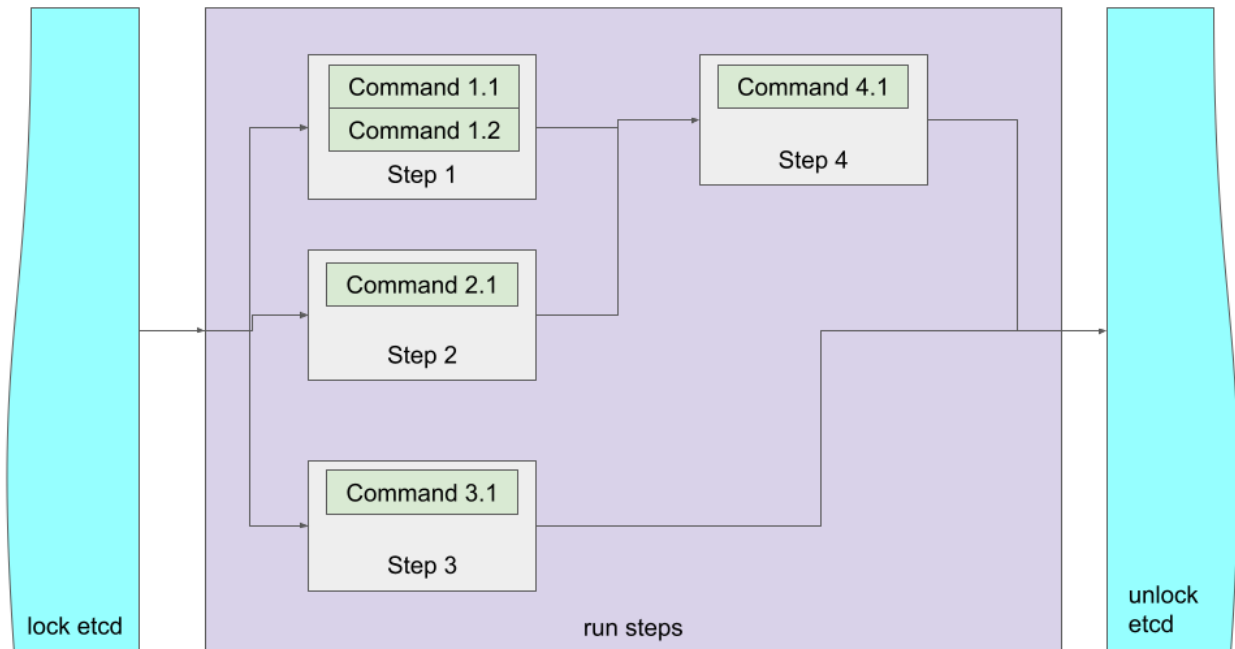 Command 1.1
Command 1.2
Step 1
Command 4.1
Step 4
Command 2.1
Step 2
Command 3.1
Step 3
lock etcd
run steps
unlock
etcd